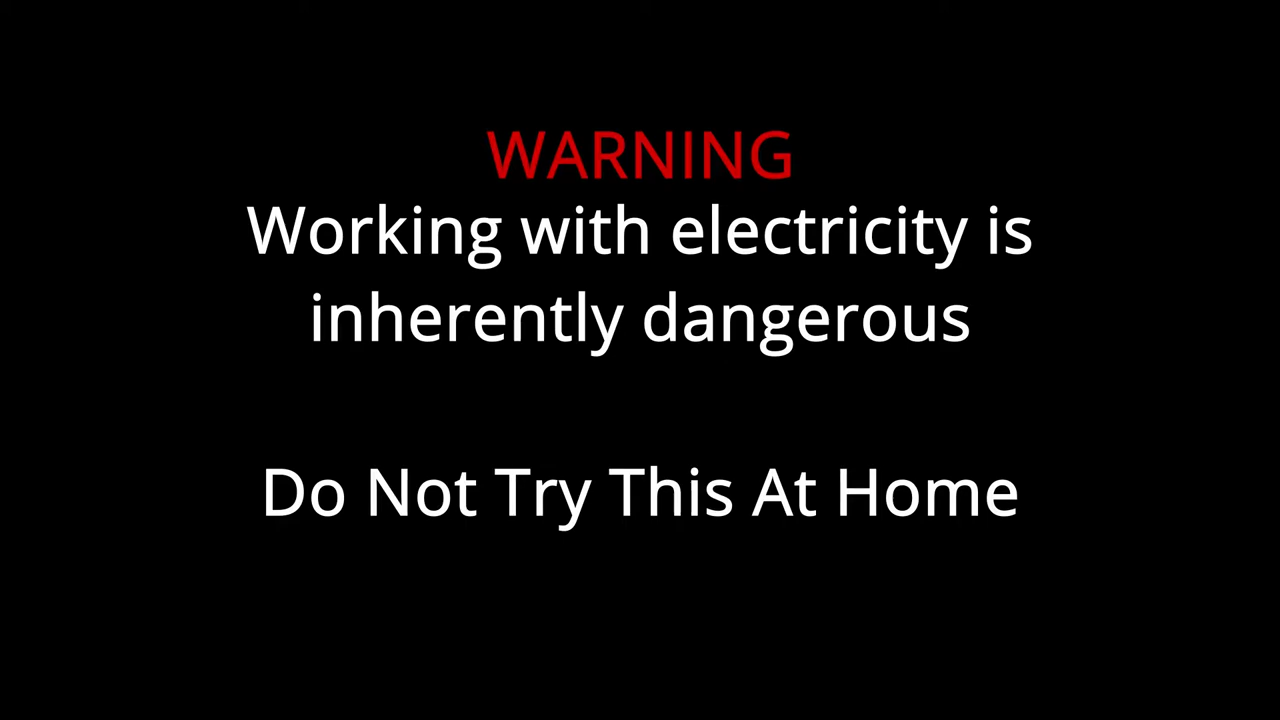 WARNING
Working with electricity is
inherently dangerous
Do Not Try This At Home